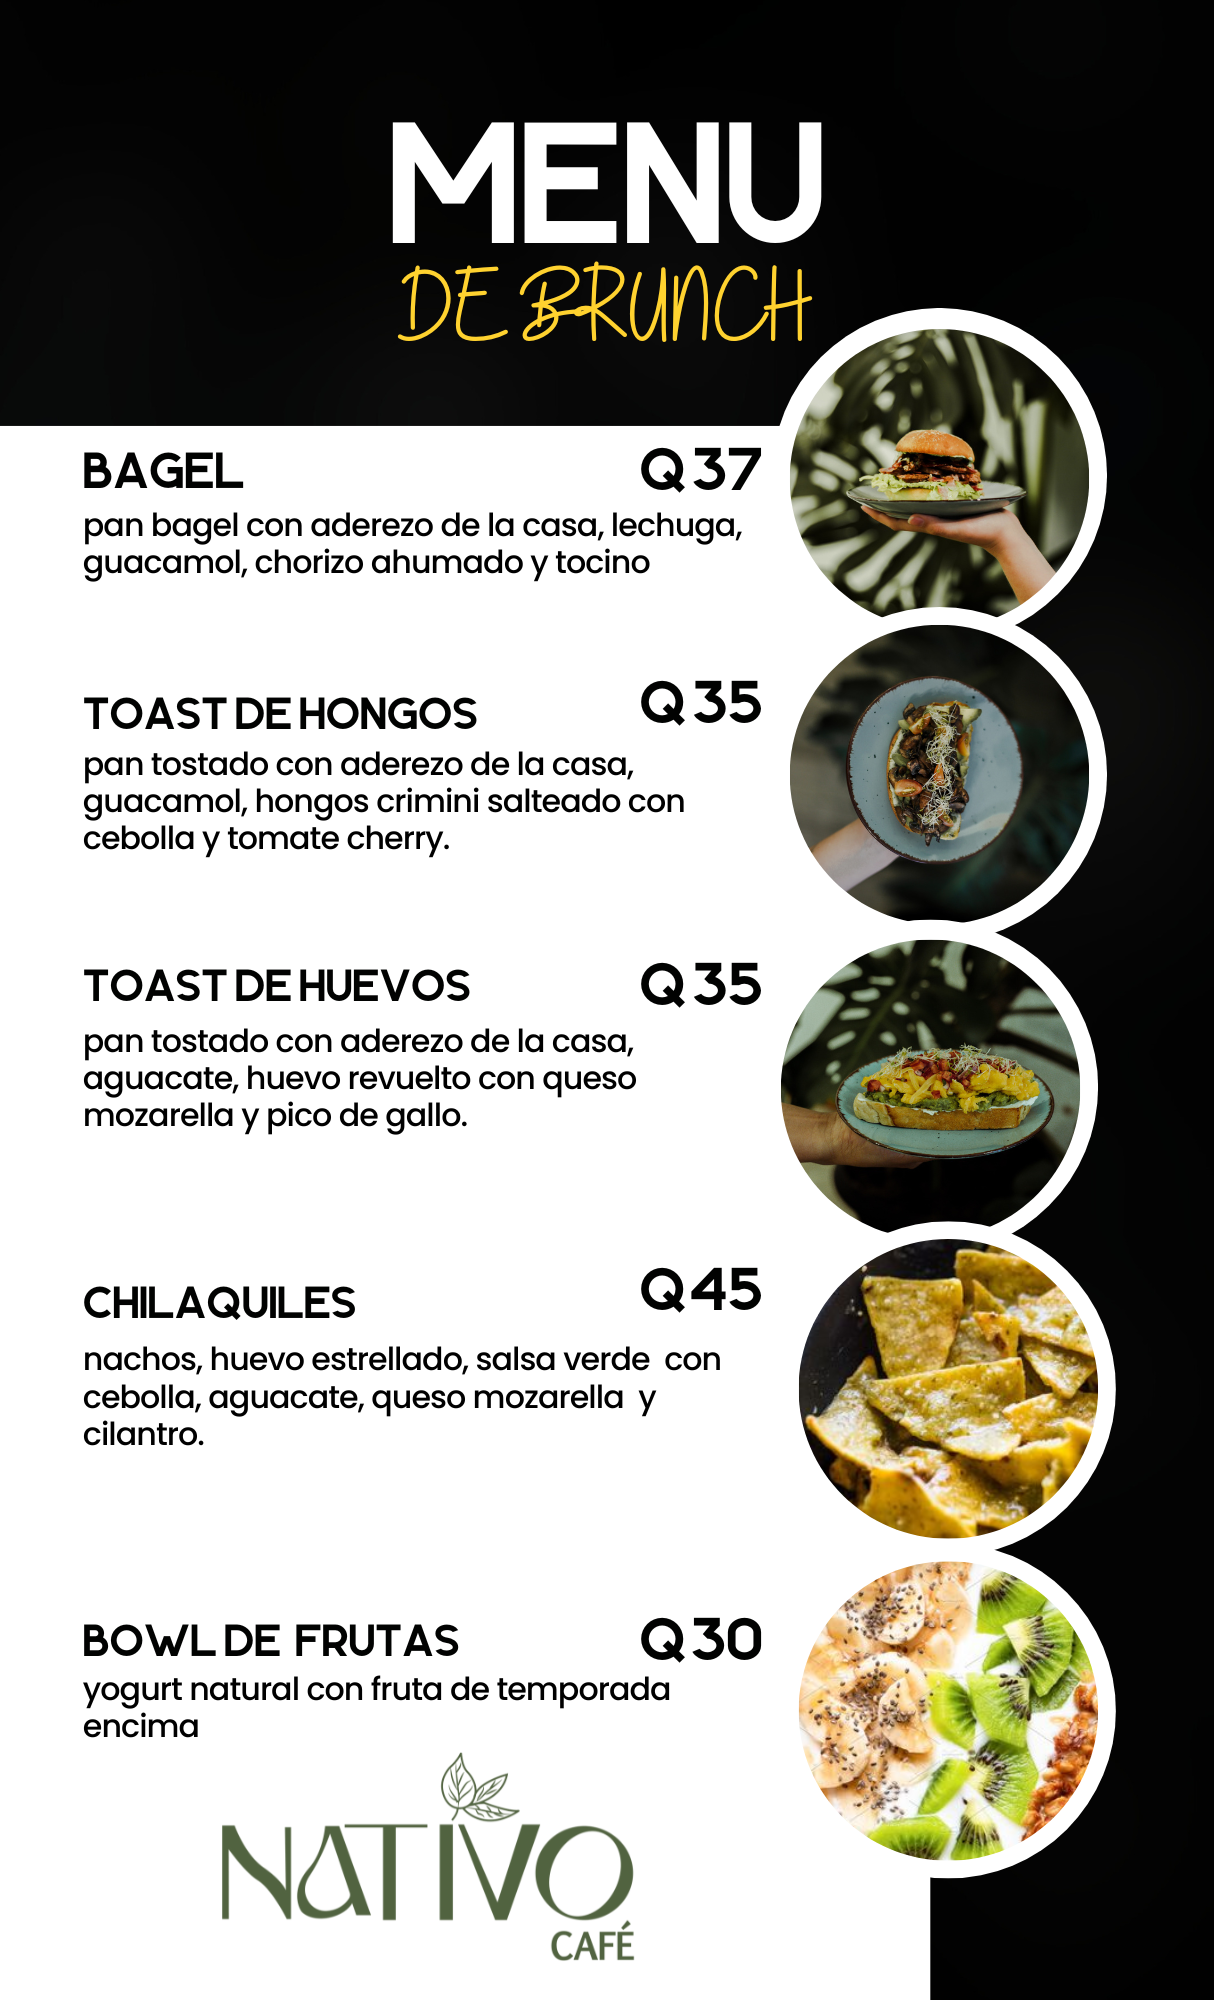 MENU
DE BRUNCH
BAGEL Q37
pan bagel con aderezo de la casa, lechuga,
guacamol, chorizo ahumado y tocino
TOAST DE HONGOS Q35
pan tostado con aderezo de la casa,
guacamol, hongos crimini salteado con
cebolla y tomate cherry.
TOAST DE HUEVOS Q35
pan tostado con aderezo de la casa,
aguacate, huevo revuelto con queso
mozarella y pico de gallo.
CHILAQUILES Q45
nachos, huevo estrellado, salsa verde con
cebolla, aguacate, queso mozarella y
cilantro.
BOWL DE FRUTAS Q30
yogurt natural con fruta de temporada
encima
NATIVO
CAFÉ